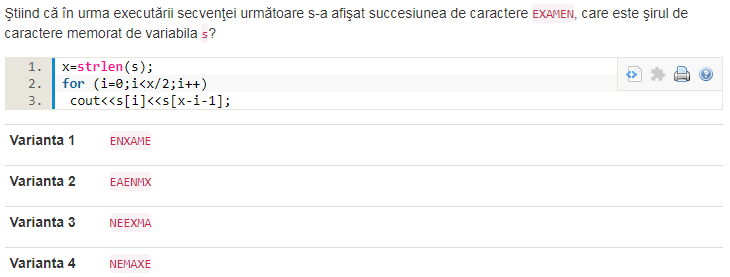 Ştiind că în urma executării secvenţei următoare s-a afişat succesiunea de caractere EXAMEN, care este şirul de
caractere memorat de variabila s?
1. x=strlen(s);
2. for (i=0;i<x/2;i++)
3. cout<<s[i]<<s[x-i-1];
Varianta 1 ENXAME
Varianta 2 EAENMX
Varianta 3 NEEXMA
Varianta 4 NEMAXE